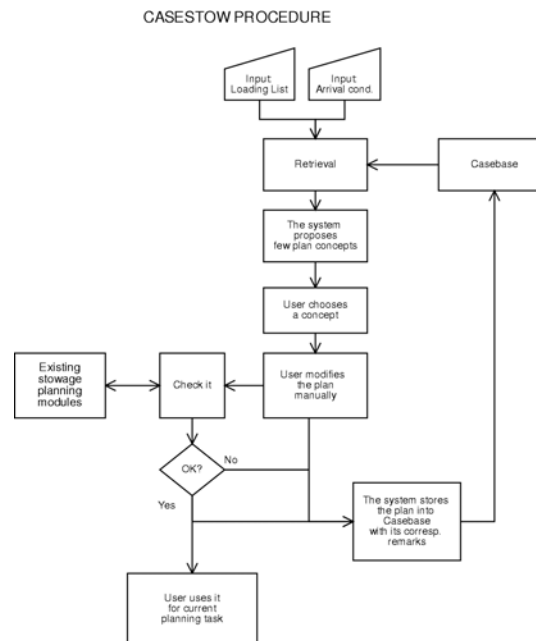 CASESTOW PROCEDURE
Input:
Loading List
Input:
Arrival cond.
Retrieval
Casebase
The system
proposes
few plan concepts
User chooses
a concept
Existing
stowage
planning
modules
Check it
User modifies
the plan
manually
OK?
No
Yes
The system stores
the plan into
Casebase
with its corresp.
remarks
User uses it
for current
planning task